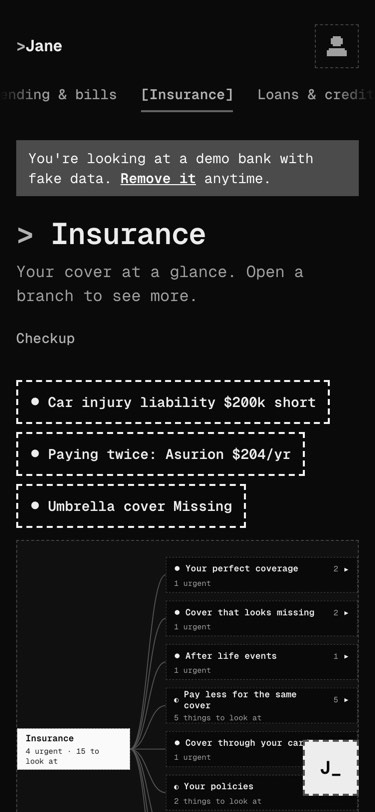 >Jane
ending & bills [Insurance] Loans & credit
You're looking at a demo bank with
fake data. Remove it anytime.
> Insurance
Your cover at a glance. Open a
branch to see more.
Checkup
● Car injury liability $200k short
● Paying twice: Asurion $204/yr
● Umbrella cover Missing
● Your perfect coverage 2 ▶
1 urgent
● Cover that looks missing 2 ▶
1 urgent
● After life events 1 ▶
1 urgent
◐ Pay less for the same
cover 5 ▶
5 things to look at
Insurance
4 urgent · 15 to
look at
● Cover through your car
1 urgent
◐ Your policies
2 things to look at
J_